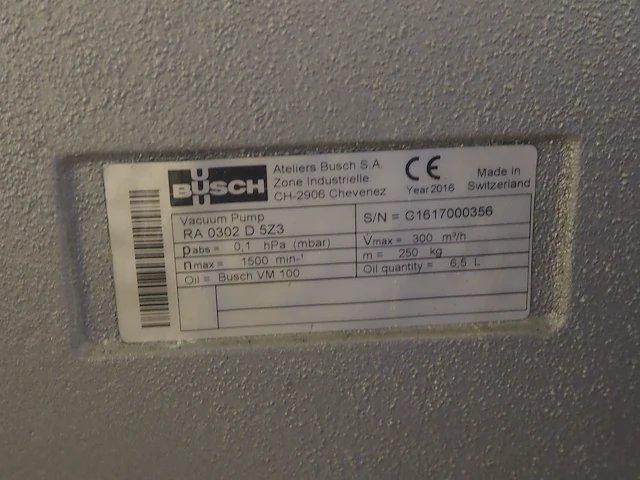 BUSCH
Ateliers Busch S.A.
Zone Industrielle
CH-2906 Chevenez
CE
Year 2016
Made in
Switzerland
Vacuum Pump
RA 0302 D 5Z3
S/N = C1617000356
pabs = 0,1 hPa (mbar)
Vmax = 300 m³/h
nmax = 1500 min-¹
m = 250 kg
Oil = Busch VM 100
Oil quantity = 6,5 L